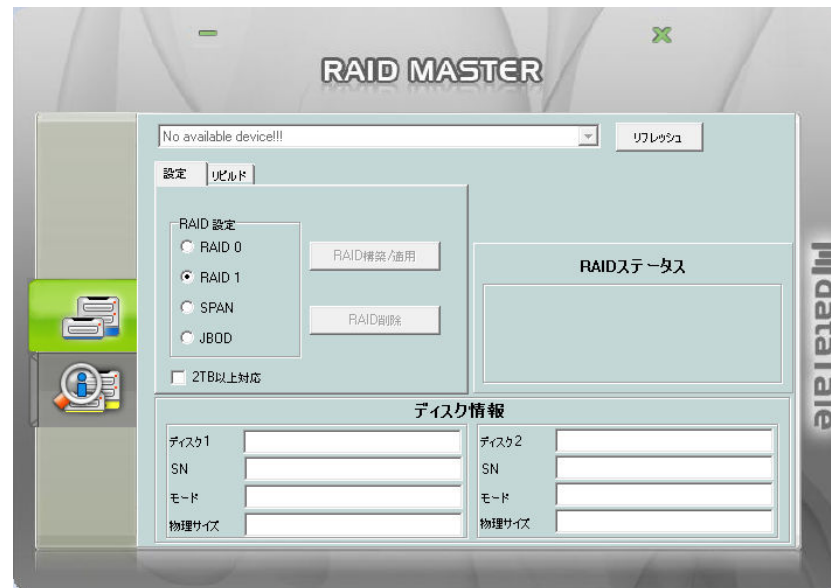 RAID MASTER
No available device!!!
リフレッシュ
設定
リビルド
RAID 設定
RAID 0
RAID 1
SPAN
JBOD
RAID構築/適用
RAID削除
2TB以上対応
RAIDステータス
dataTale
ディスク情報
ディスク1
SN
モード
物理サイズ
ディスク2
SN
モード
物理サイズ